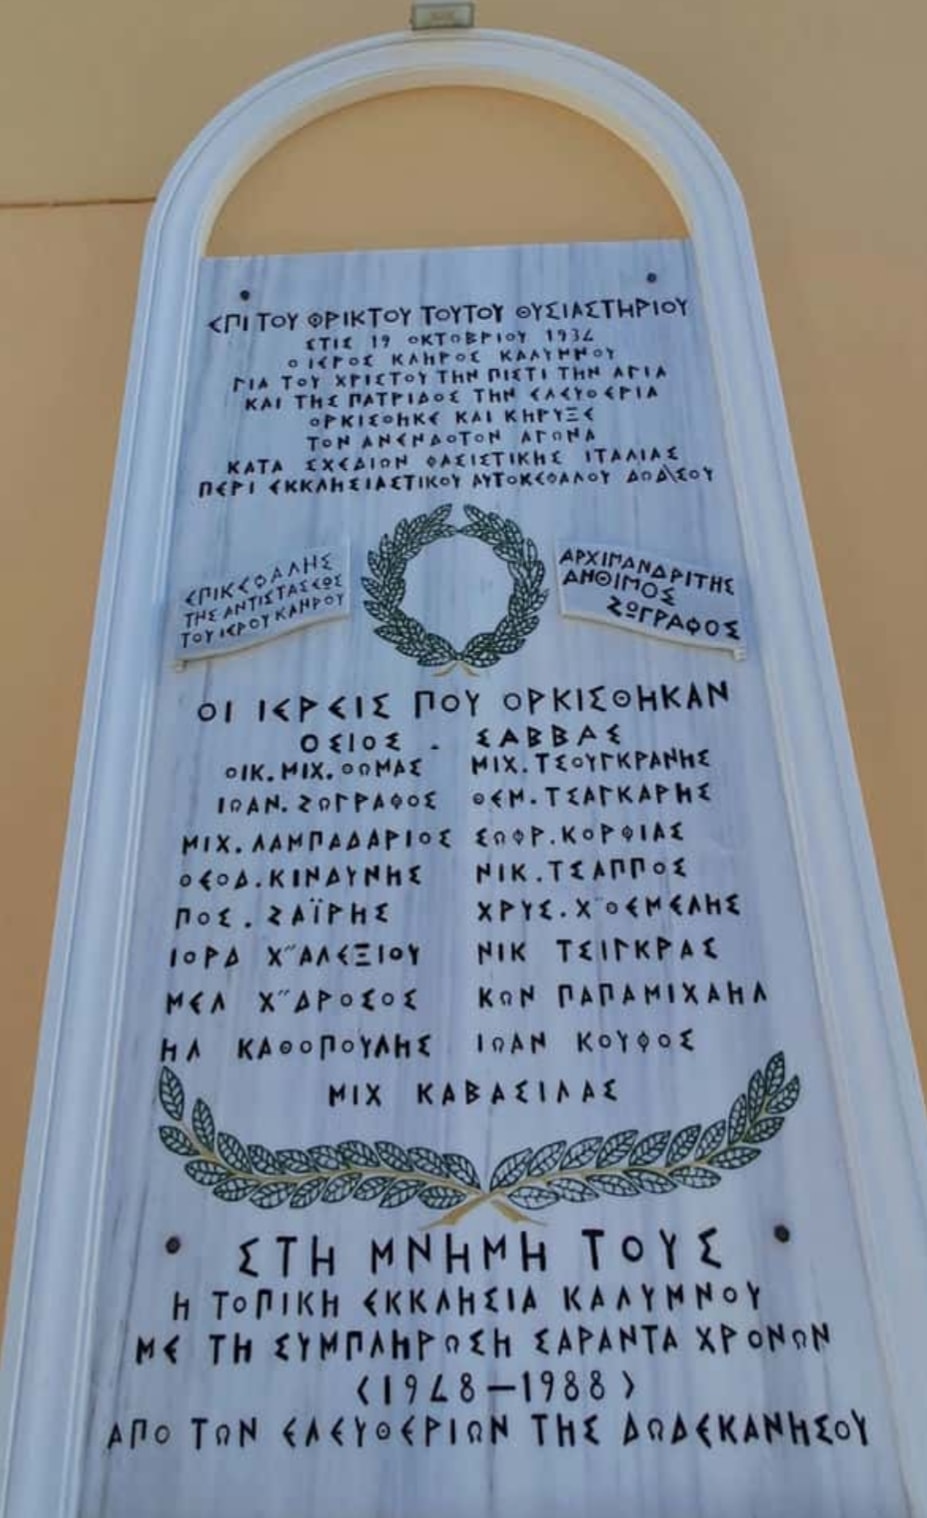 ΕΠΙ ΤΟΥ ΦΡΙΚΤΟΥ ΤΟΥΤΟΥ ΘΥΣΙΑΣΤΗΡΙΟΥ
ΣΤΙΣ 19 ΟΚΤΩΒΡΙΟΥ 1934
Ο ΙΕΡΟΣ ΚΛΗΡΟΣ ΚΑΛΥΜΝΟΥ
ΓΙΑ ΤΟΥ ΧΡΙΣΤΟΥ ΤΗΝ ΠΙΣΤΙ ΤΗΝ ΑΓΙΑ
ΚΑΙ ΤΗΣ ΠΑΤΡΙΔΟΣ ΤΗΝ ΕΛΕΥΘΕΡΙΑ
ΟΡΚΙΣΘΗΚΕ ΚΑΙ ΚΗΡΥΞΕ
ΤΟΝ ΑΝΕΝΔΟΤΟΝ ΑΓΩΝΑ
ΚΑΤΑ ΣΧΕΔΙΩΝ ΦΑΣΙΣΤΙΚΗΣ ΙΤΑΛΙΑΣ
ΠΕΡΙ ΕΚΚΛΗΣΙΑΣΤΙΚΟΥ ΑΥΤΟΚΕΦΑΛΟΥ ΔΩΔ\ΣΟΥ
ΕΠΙΚΕΦΑΛΗΣ
ΤΗΣ ΑΝΤΙΣΤΑΣΕΩΣ
ΤΟΥ ΙΕΡΟΥ ΚΛΗΡΟΥ
ΑΡΧΙΜΑΝΔΡΙΤΗΣ
ΑΝΘΙΜΟΣ
ΖΩΓΡΑΦΟΣ
ΟΙ ΙΕΡΕΙΣ ΠΟΥ ΟΡΚΙΣΘΗΚΑΝ
ΟΣΙΟΣ - ΣΑΒΒΑΣ
ΟΙΚ. ΜΙΧ. ΘΩΜΑΣ ΜΙΧ. ΤΣΟΥΓΚΡΑΝΗΣ
ΙΩΑΝ. ΖΩΓΡΑΦΟΣ ΘΕΜ. ΤΣΑΓΚΑΡΗΣ
ΜΙΧ. ΛΑΜΠΑΔΑΡΙΟΣ ΣΩΦΡ. ΚΟΡΦΙΑΣ
ΘΕΟΔ. ΚΙΝΔΥΝΗΣ ΝΙΚ. ΤΣΑΠΠΟΣ
ΠΟΣ. ΖΑΪΡΗΣ ΧΡΥΣ. Χ¨ΘΕΜΕΛΗΣ
ΙΟΡΔ Χ¨ΑΛΕΞΙΟΥ ΝΙΚ ΤΣΙΓΚΡΑΣ
ΜΕΛ Χ¨ΔΡΟΣΟΣ ΚΩΝ ΠΑΠΑΜΙΧΑΗΛ
ΗΛ ΚΑΘΟΠΟΥΛΗΣ ΙΩΑΝ ΚΟΥΦΟΣ
ΜΙΧ ΚΑΒΑΣΙΛΑΣ
ΣΤΗ ΜΝΗΜΗ ΤΟΥΣ
Η ΤΟΠΙΚΗ ΕΚΚΛΗΣΙΑ ΚΑΛΥΜΝΟΥ
ΜΕ ΤΗ ΣΥΜΠΛΗΡΩΣΗ ΣΑΡΑΝΤΑ ΧΡΟΝΩΝ
(1948-1988)
ΑΠΟ ΤΩΝ ΕΛΕΥΘΕΡΙΩΝ ΤΗΣ ΔΩΔΕΚΑΝΗΣΟΥ